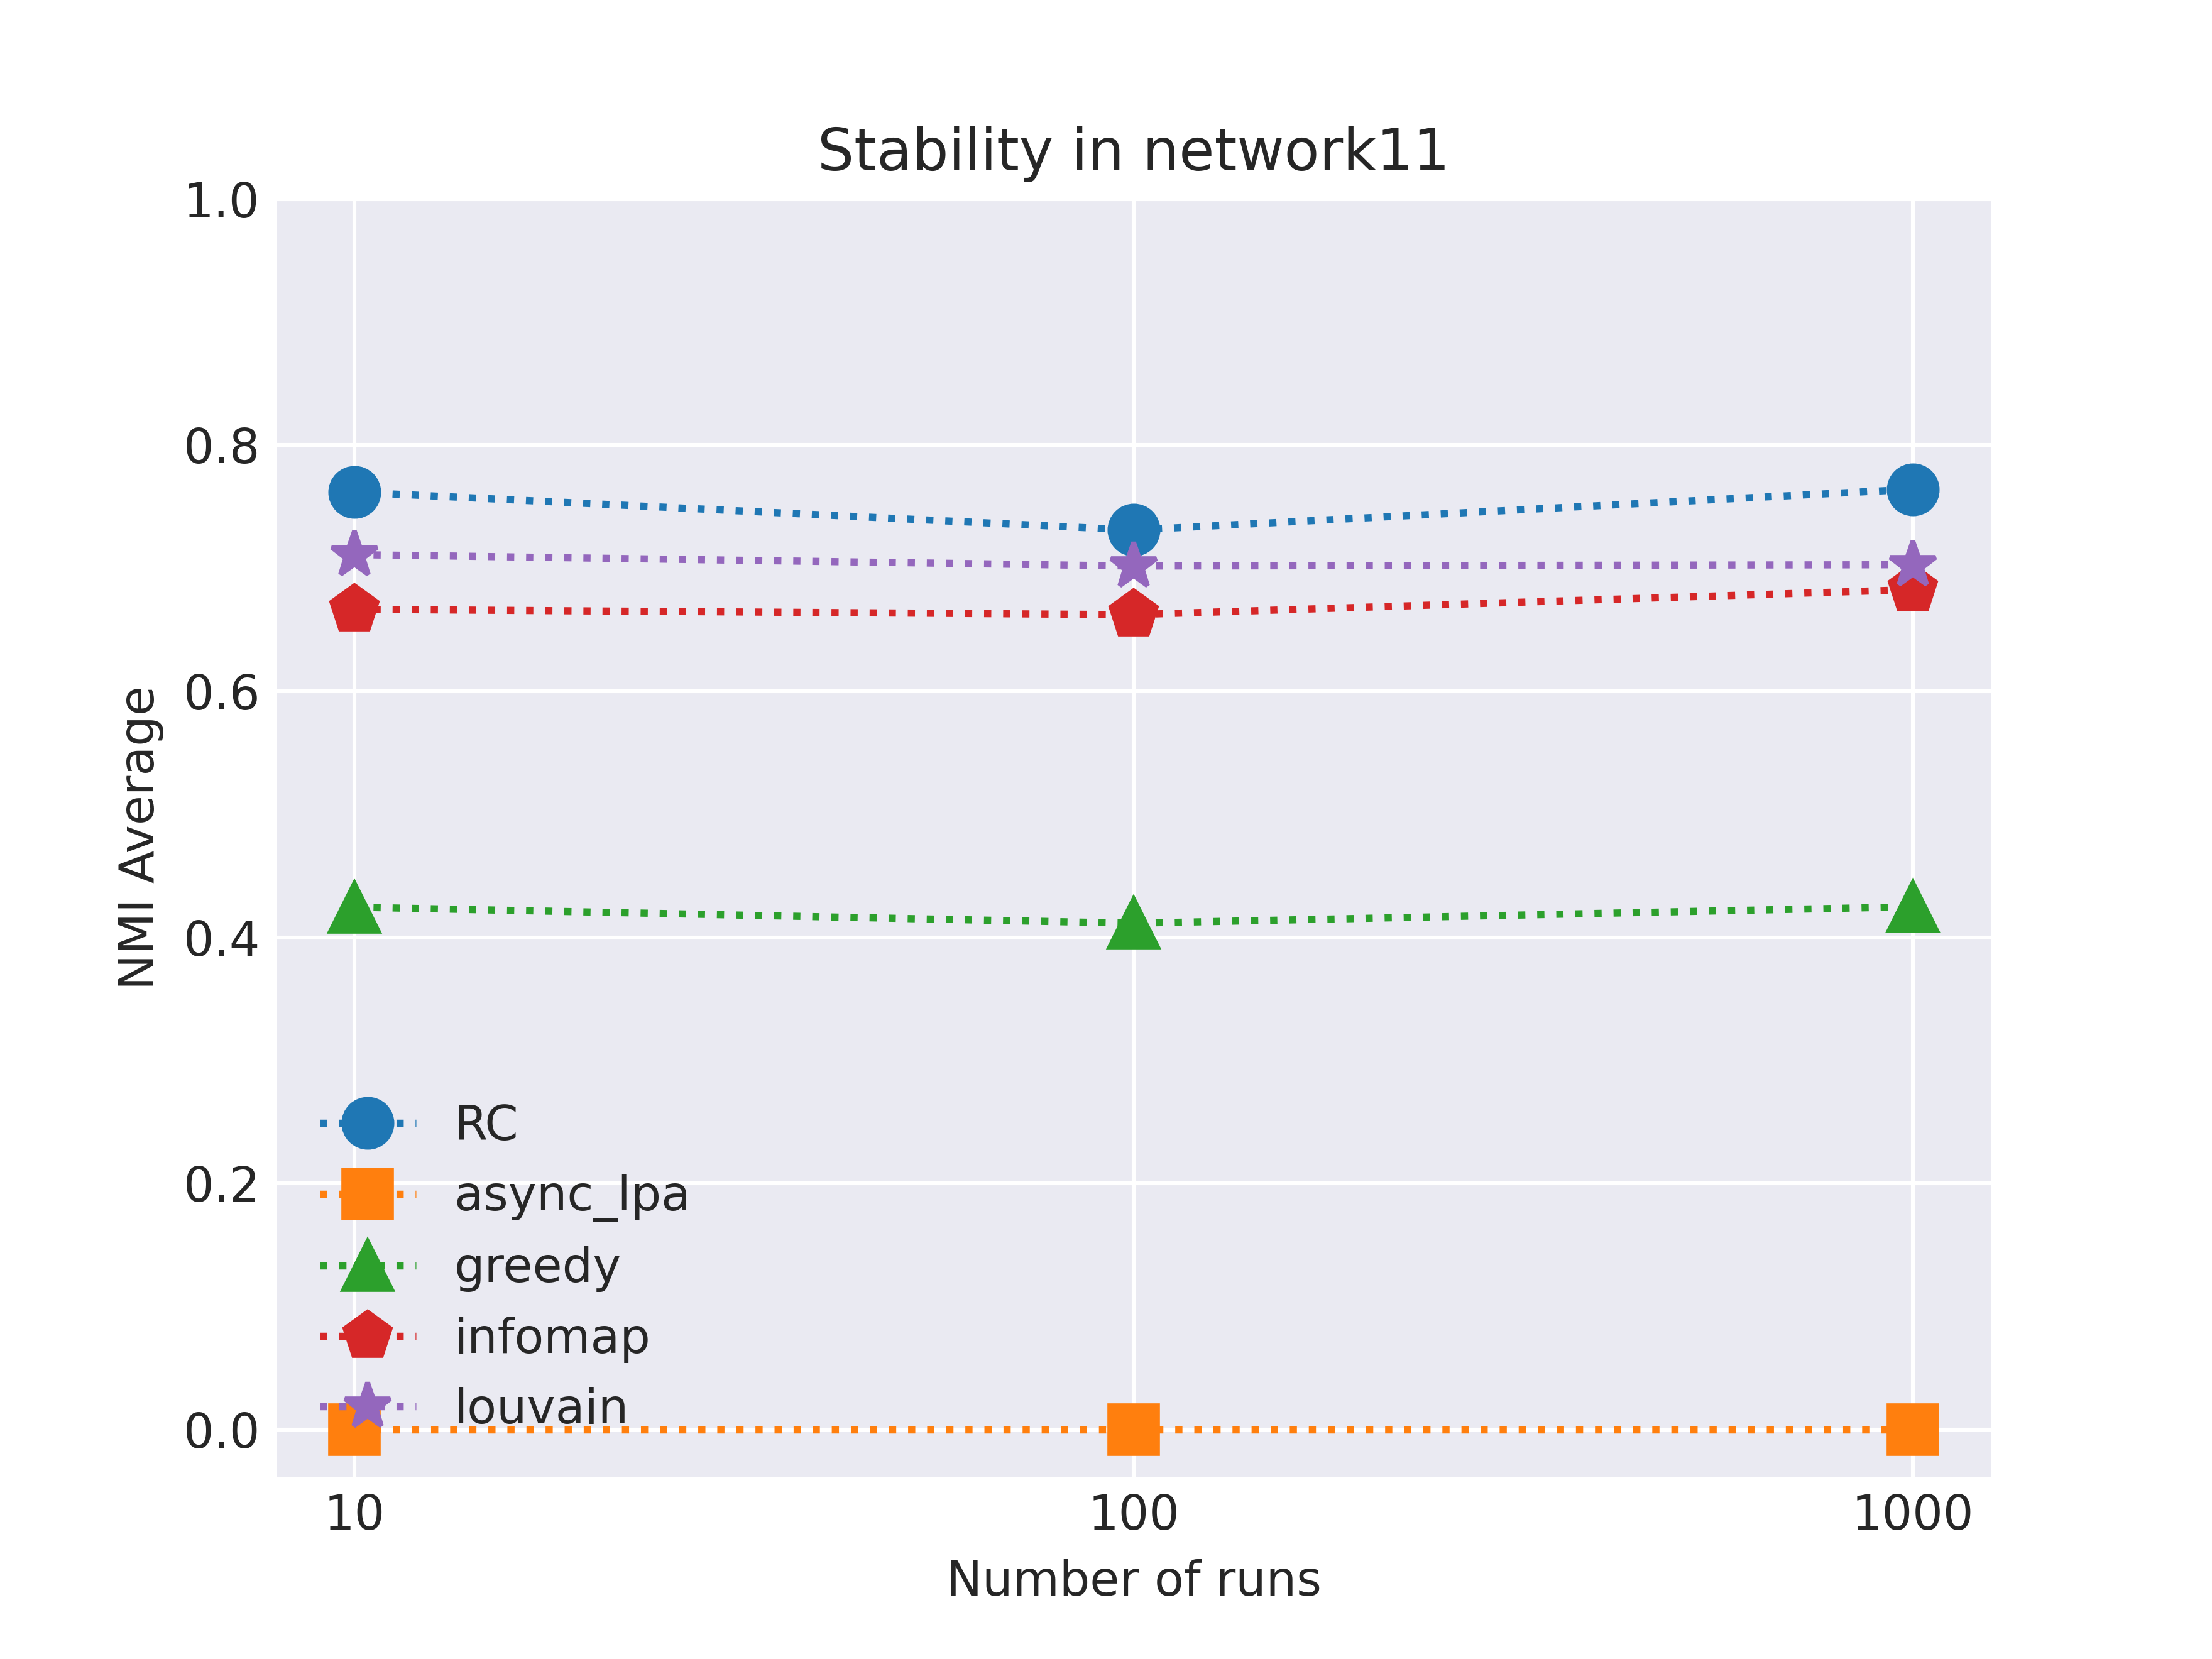 Stability in network11
1.0
0.8
0.6
0.4
0.2
0.0
NMI Average
RC
async_lpa
greedy
infomap
louvain
10 100 1000
Number of runs